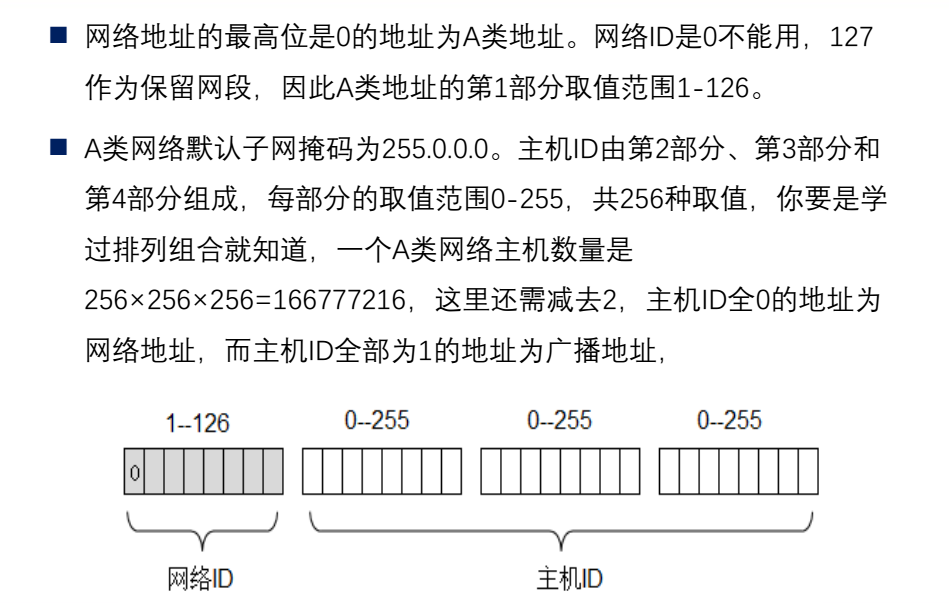 ■ 网络地址的最高位是0的地址为A类地址。网络ID是0不能用，127
作为保留网段，因此A类地址的第1部分取值范围1-126。
■ A类网络默认子网掩码为255.0.0.0。主机ID由第2部分、第3部分和
第4部分组成，每部分的取值范围0-255，共256种取值，你要是学
过排列组合就知道，一个A类网络主机数量是
256×256×256=166777216，这里还需减去2，主机ID全0的地址为
网络地址，而主机ID全部为1的地址为广播地址，
1--126 0--255 0--255 0--255
0
网络ID 主机ID